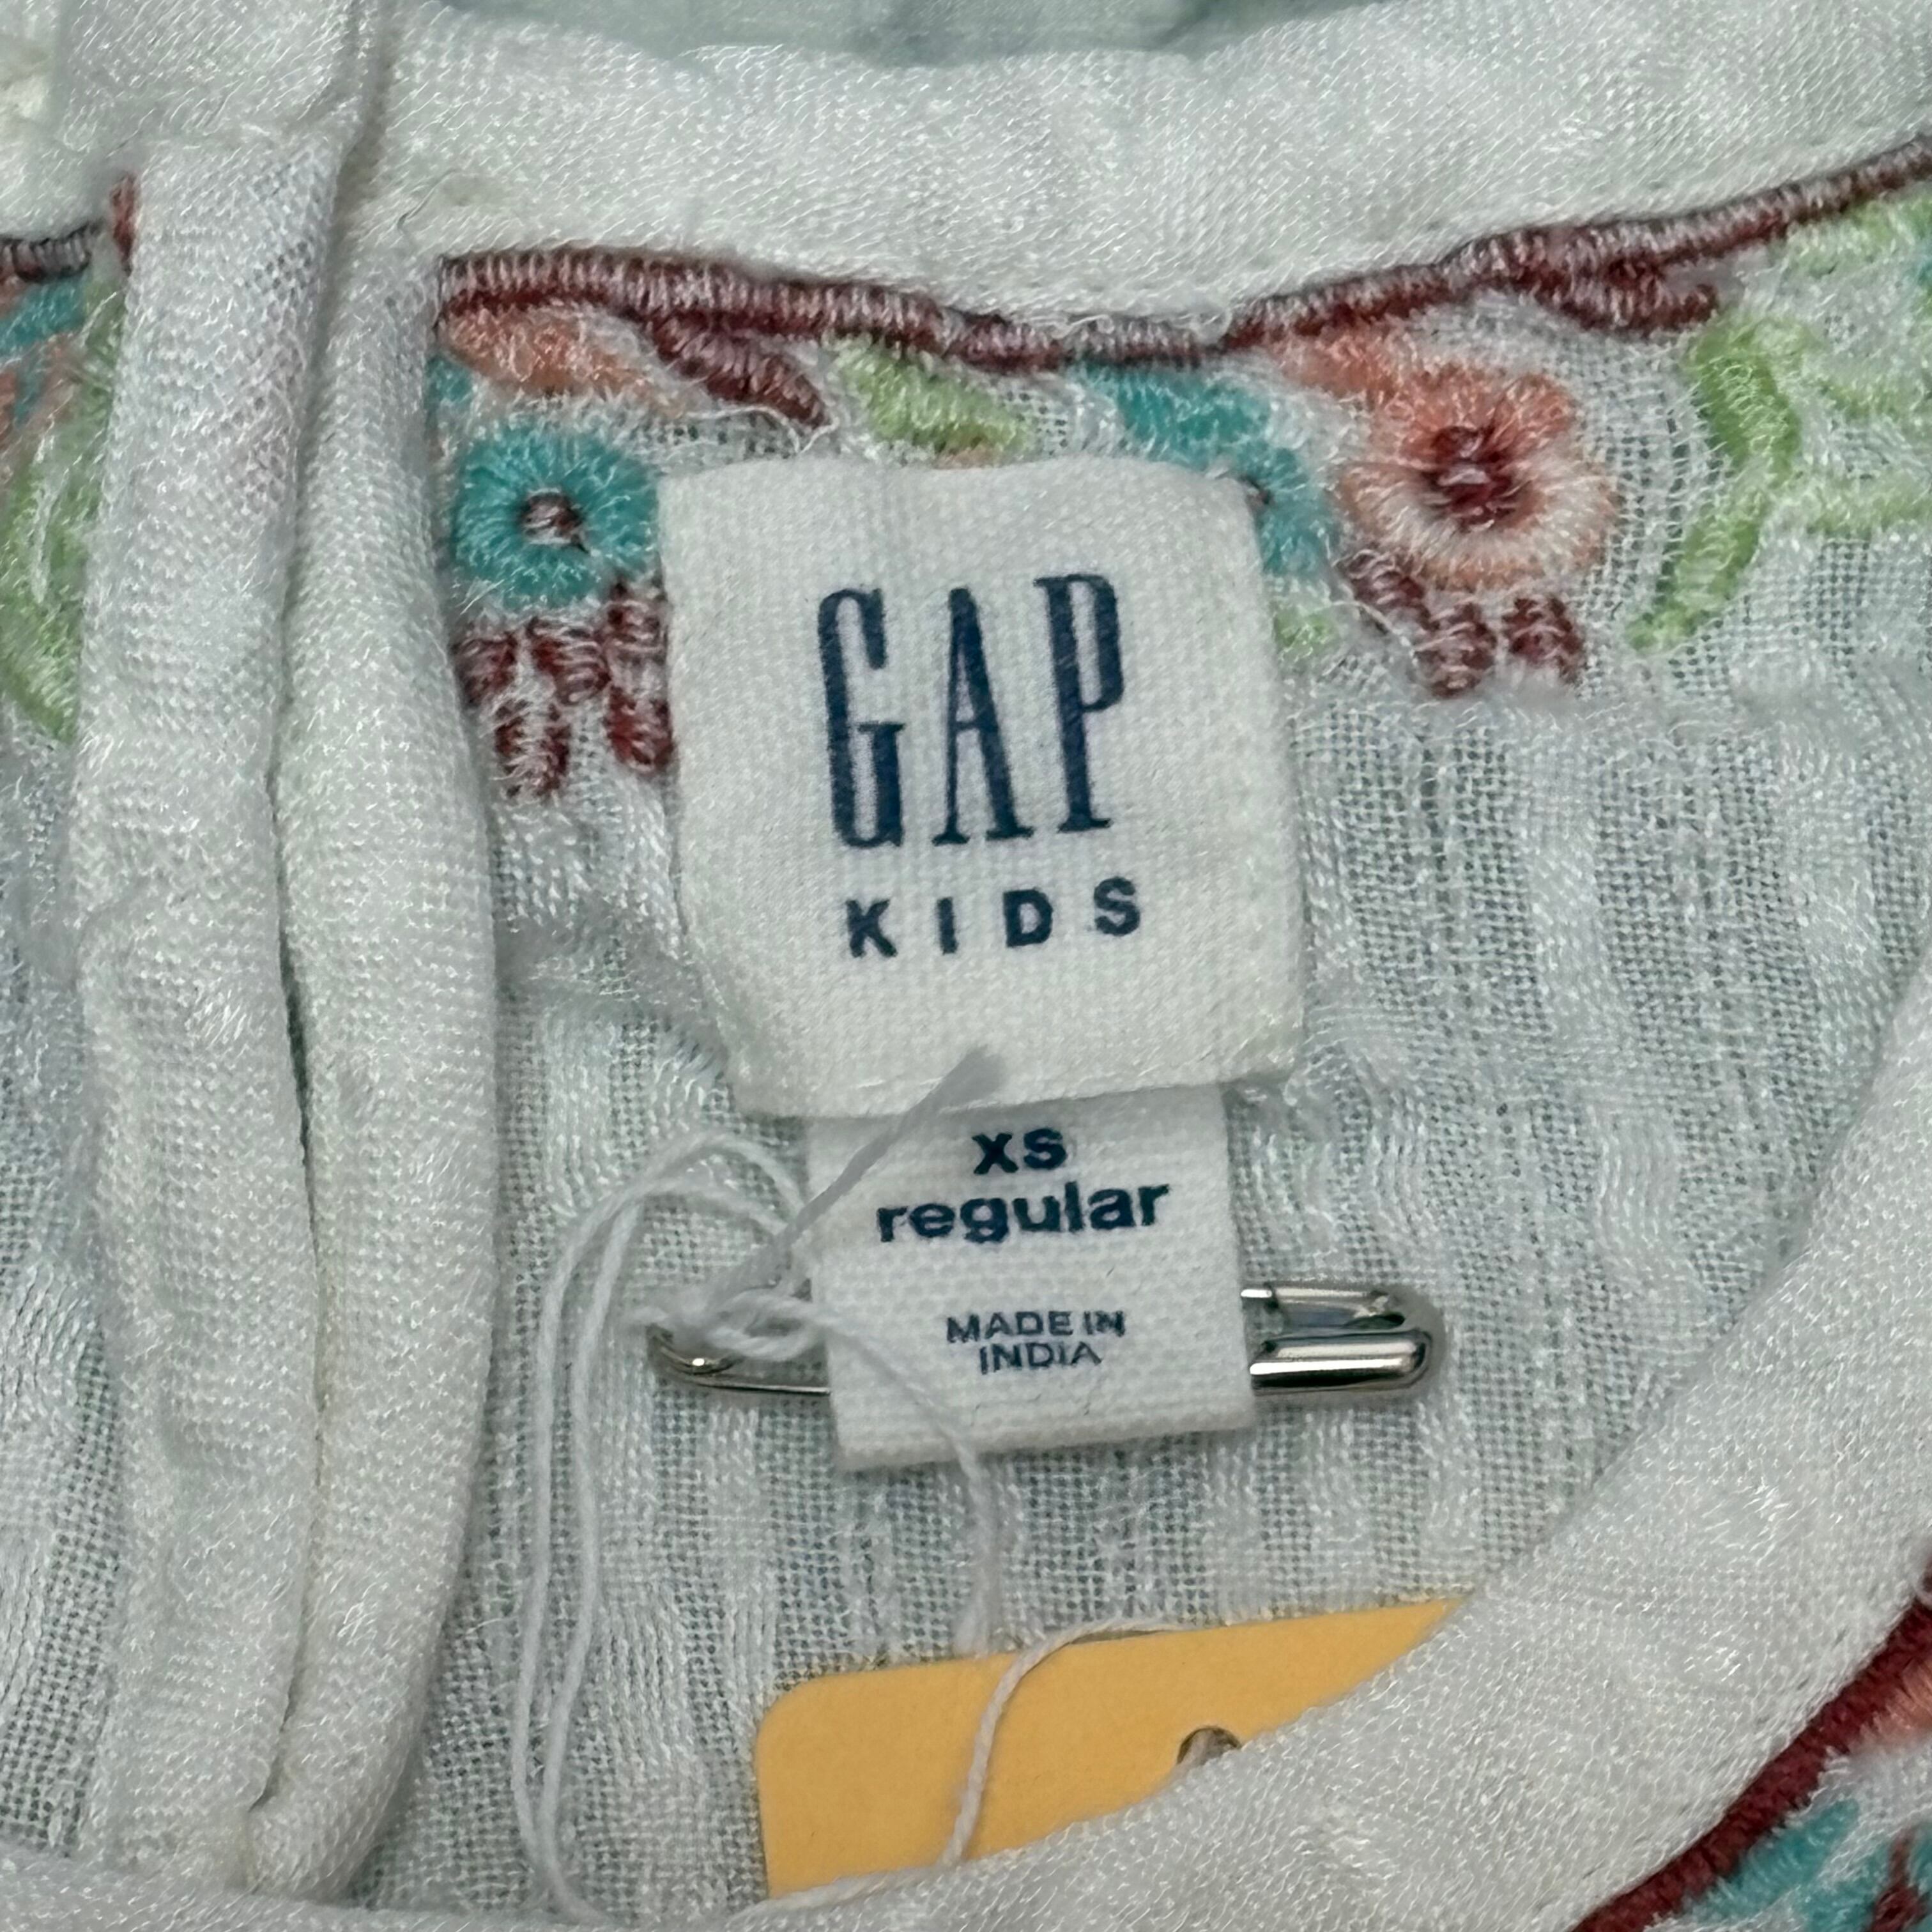 GAP
KIDS
XS
regular
MADE IN
INDIA